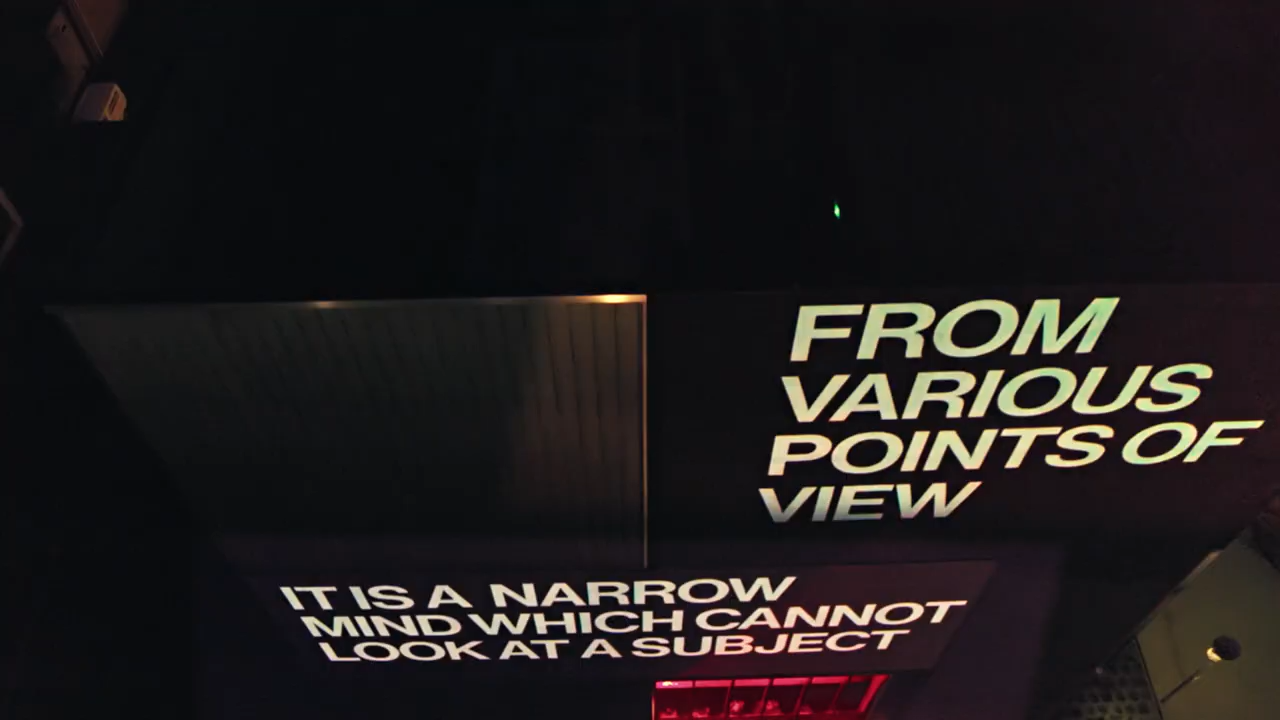 IT IS A NARROW
MIND WHICH CANNOT
LOOK AT A SUBJECT
FROM
VARIOUS
POINTS OF
VIEW